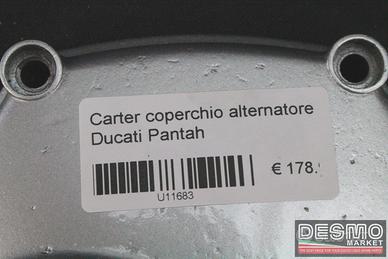 Carter coperchio alternatore
Ducati Pantah
€ 178.
U11683
DESMO
MARKET